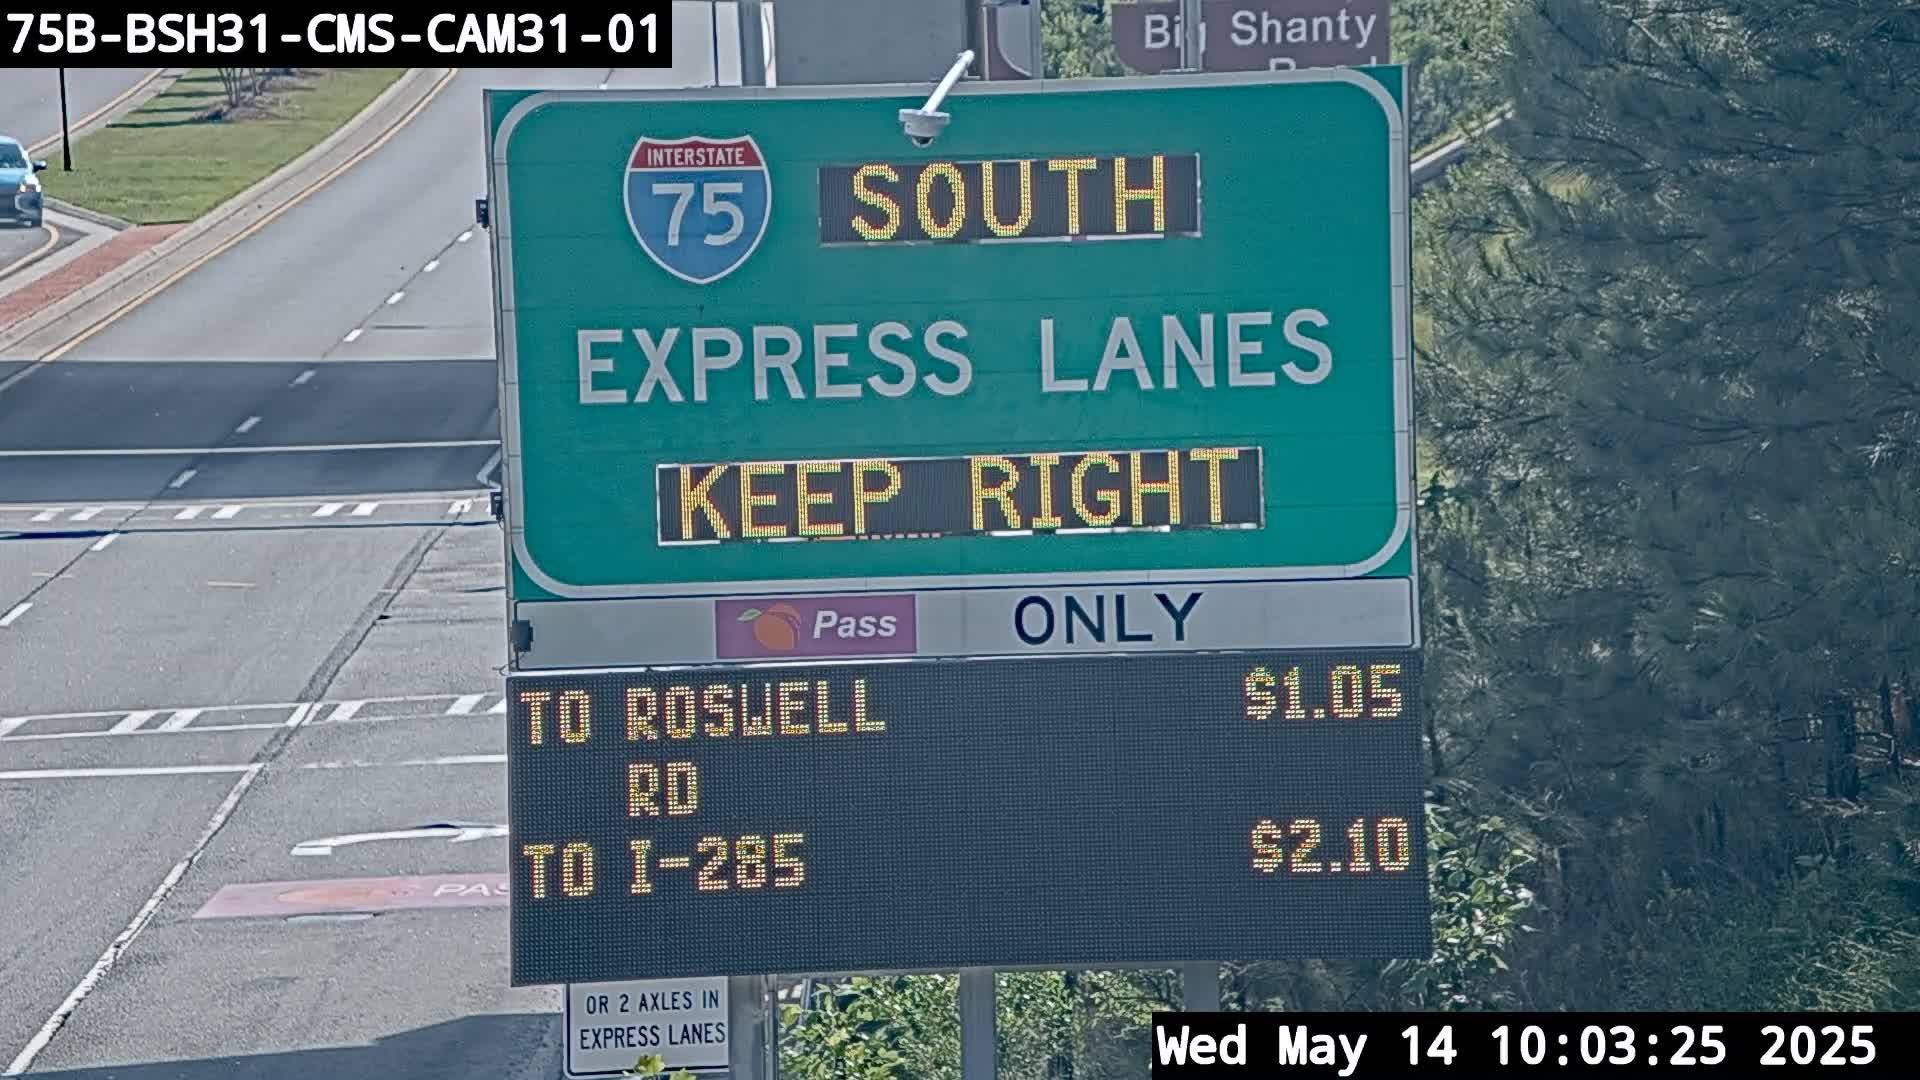 75B-BSH31-CMS-CAM31-01
Big Shanty
Road
INTERSTATE
75
SOUTH
EXPRESS LANES
KEEP RIGHT
Pass ONLY
TO ROSWELL $1.05
RD
TO I-285 $2.10
OR 2 AXLES IN
EXPRESS LANES
Wed May 14 10:03:25 2025